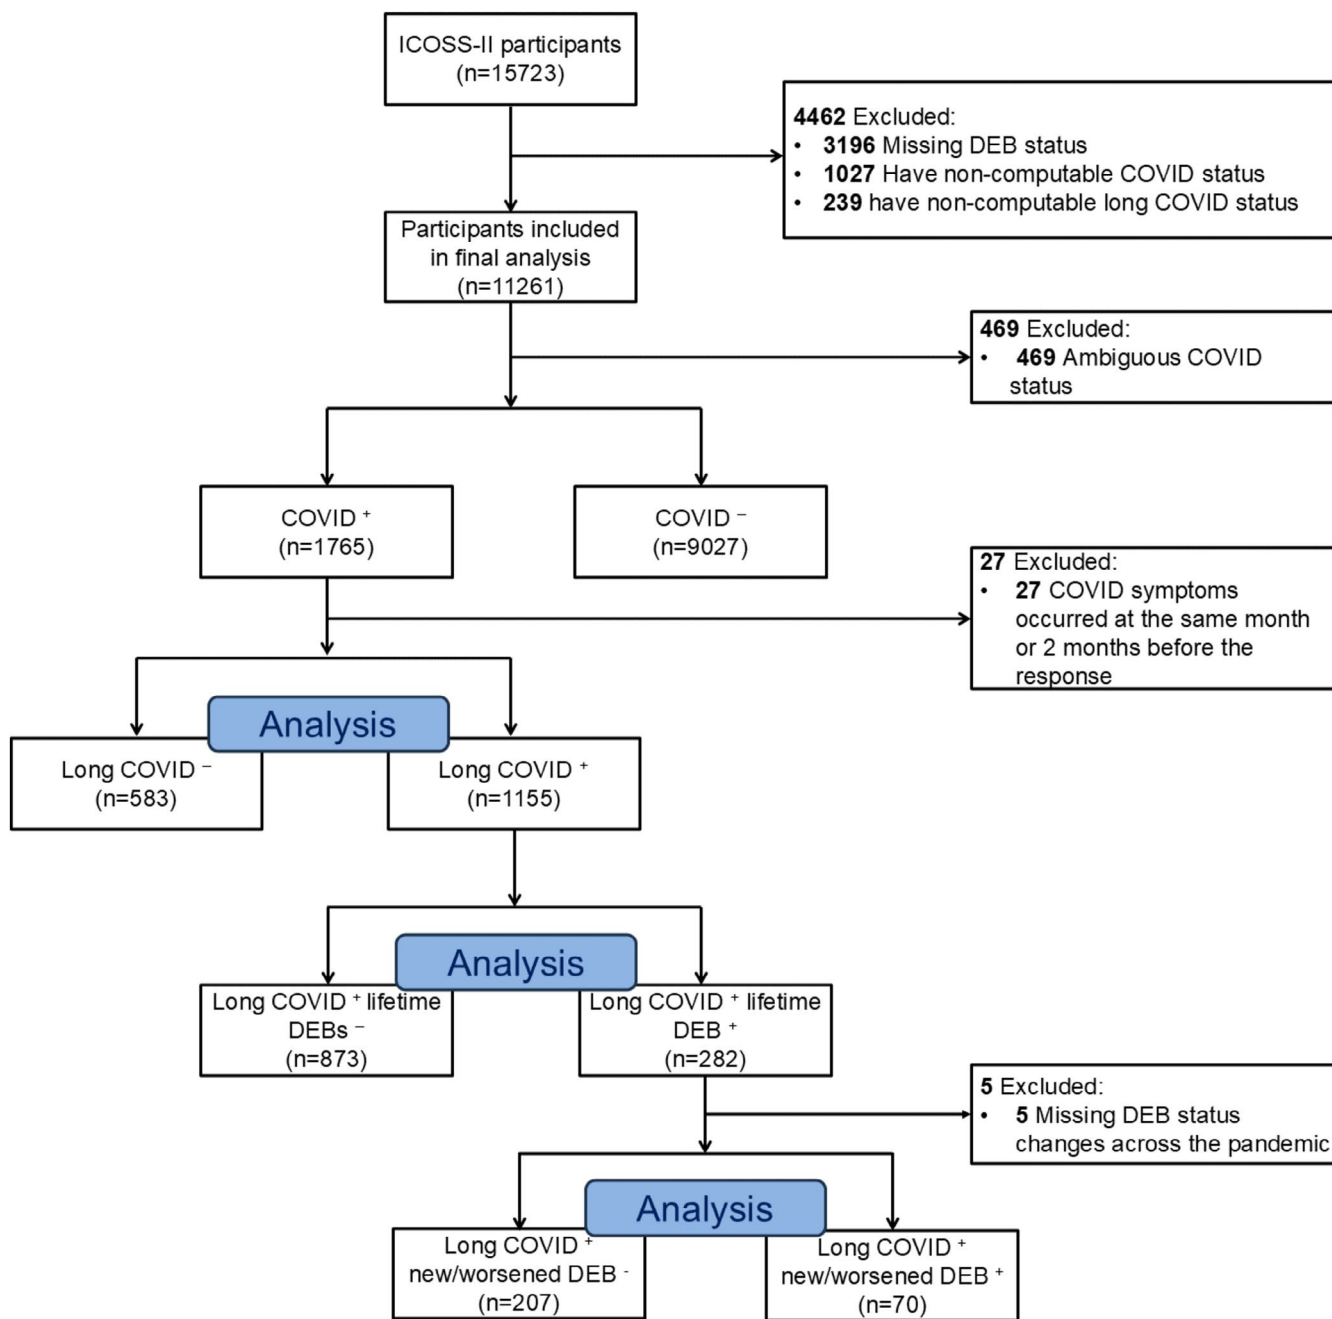 ICOSS-II participants
(n=15723)
4462 Excluded:
• 3196 Missing DEB status
• 1027 Have non-computable COVID status
• 239 have non-computable long COVID status
Participants included
in final analysis
(n=11261)
469 Excluded:
• 469 Ambiguous COVID
status
COVID ⁺
(n=1765)
COVID ⁻
(n=9027)
27 Excluded:
• 27 COVID symptoms
occurred at the same month
or 2 months before the
response
Analysis
Long COVID ⁻
(n=583)
Long COVID ⁺
(n=1155)
Analysis
Long COVID ⁺ lifetime
DEBs ⁻
(n=873)
Long COVID ⁺ lifetime
DEB ⁺
(n=282)
5 Excluded:
• 5 Missing DEB status
changes across the pandemic
Analysis
Long COVID ⁺
new/worsened DEB ⁻
(n=207)
Long COVID ⁺
new/worsened DEB ⁺
(n=70)